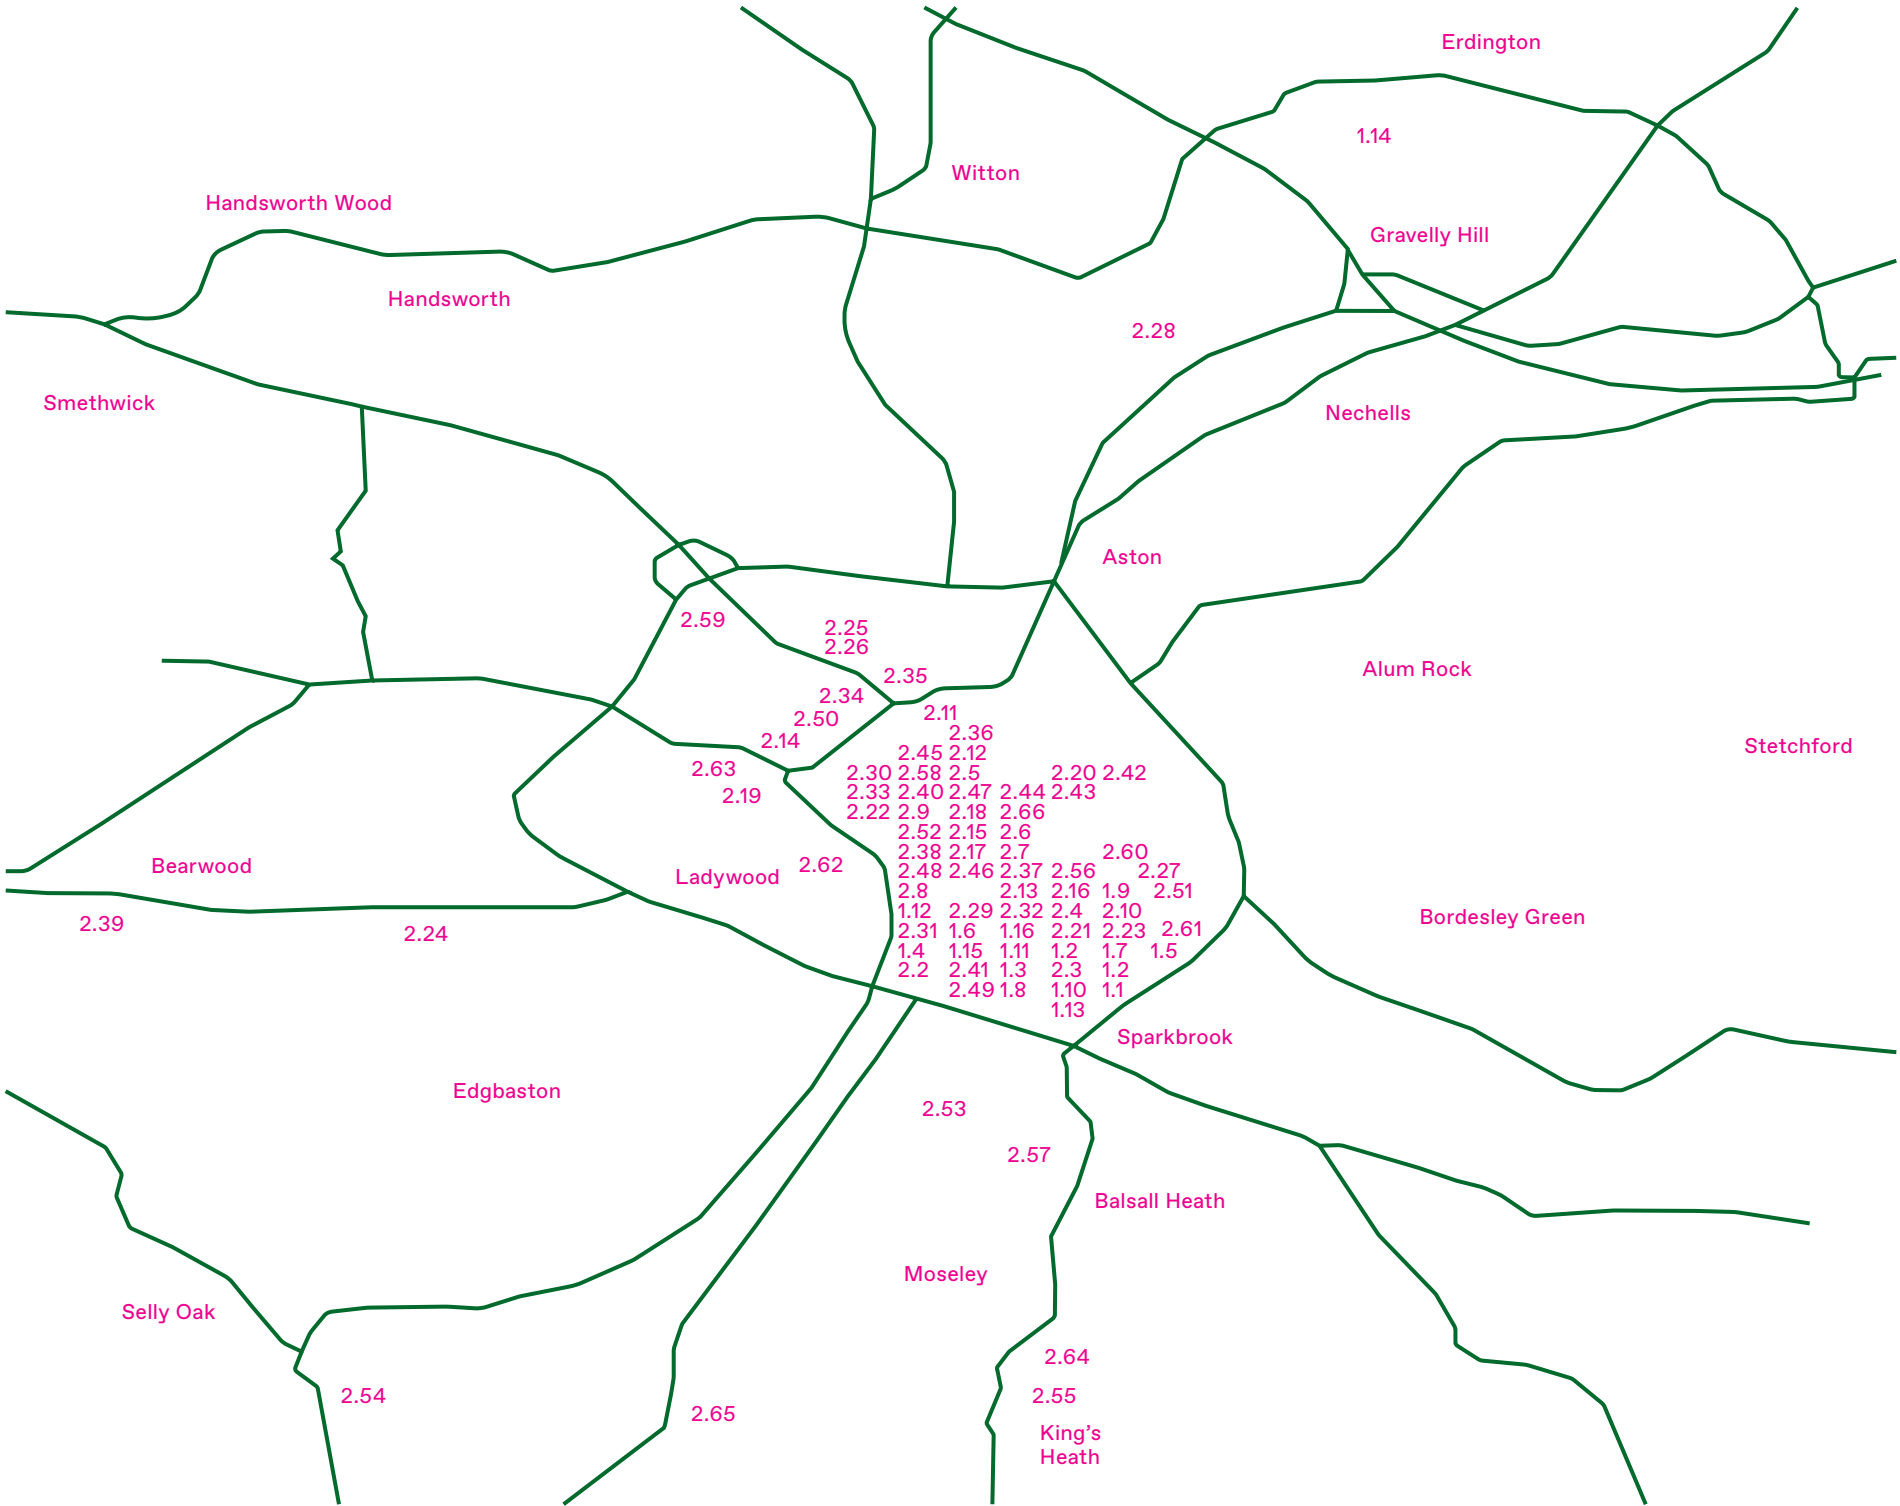 Erdington
1.14
Witton
Handsworth Wood
Gravelly Hill
Handsworth
2.28
Smethwick
Nechells
Aston
2.59
2.25
2.26
Alum Rock
2.35
2.34
2.11
2.50
2.36
2.14
Stetchford
2.45 2.12
2.63
2.30 2.58 2.5 2.20 2.42
2.19
2.33 2.40 2.47 2.44 2.43
2.22 2.9 2.18 2.66
2.52 2.15 2.6
2.38 2.17 2.7 2.60
Bearwood
2.62
Ladywood
2.48 2.46 2.37 2.56 2.27
2.8 2.13 2.16 1.9 2.51
1.12 2.29 2.32 2.4 2.10
Bordesley Green
2.39
2.24
2.31 1.6 1.16 2.21 2.23 2.61
1.4 1.15 1.11 1.2 1.7 1.5
2.2 2.41 1.3 2.3 1.2
2.49 1.8 1.10 1.1
1.13
Sparkbrook
Edgbaston
2.53
2.57
Balsall Heath
Moseley
Selly Oak
2.64
2.54
2.55
2.65
King's
Heath